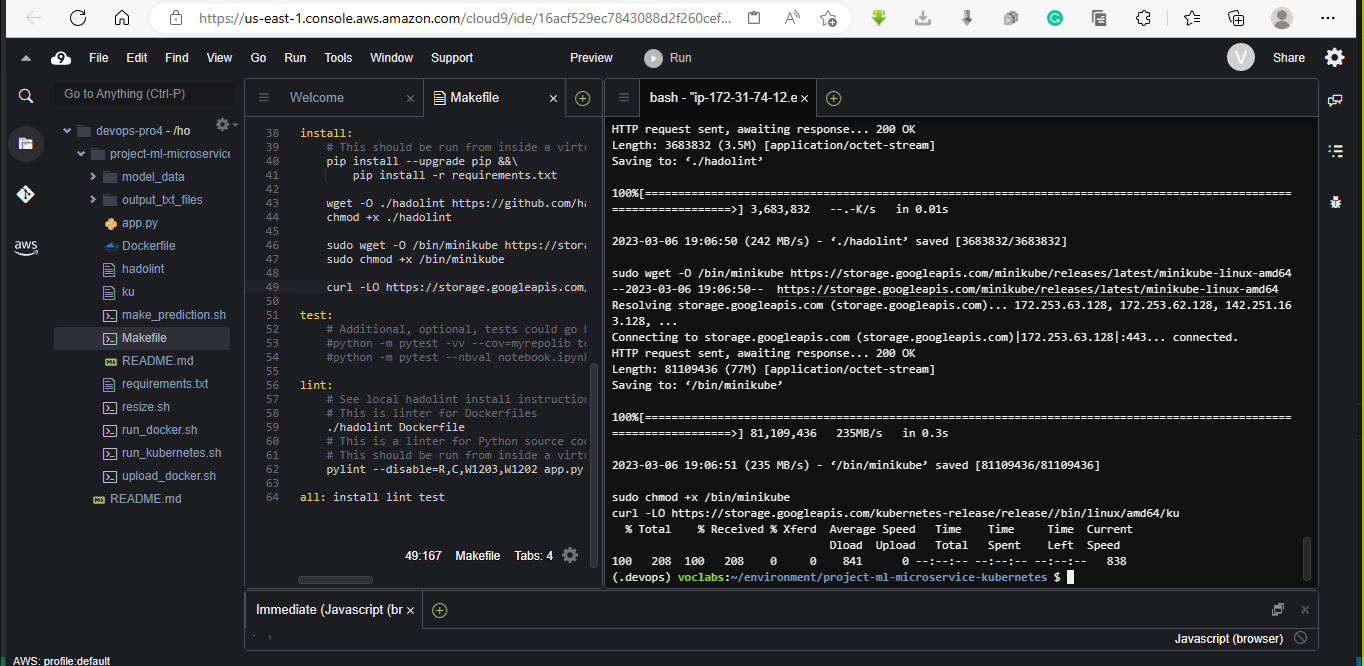 https://us-east-1.console.aws.amazon.com/cloud9/ide/16acf529ec7843088d2f260cef...
File Edit Find View Go Run Tools Window Support Preview Run V Share
Go to Anything (Ctrl-P)
devops-pro4 - /ho
project-ml-microservice
model_data
output_txt_files
app.py
Dockerfile
hadolint
ku
make_prediction.sh
Makefile
README.md
requirements.txt
resize.sh
run_docker.sh
run_kubernetes.sh
upload_docker.sh
README.md
aws
Welcome
Makefile
38 install:
39 # This should be run from inside a virtu
40 pip install --upgrade pip &&\
41 pip install -r requirements.txt
42
43 wget -O ./hadolint https://github.com/ha
44 chmod +x ./hadolint
45
46 sudo wget -O /bin/minikube https://stora
47 sudo chmod +x /bin/minikube
48
49 curl -LO https://storage.googleapis.com/
50
51 test:
52 # Additional, optional, tests could go h
53 #python -m pytest -vv --cov=myrepolib te
54 #python -m pytest --nbval notebook.ipynb
55
56 lint:
57 # See local hadolint install instruction
58 # This is linter for Dockerfiles
59 ./hadolint Dockerfile
60 # This is a linter for Python source cod
61 # This should be run from inside a virtu
62 pylint --disable=R,C,W1203,W1202 app.py
63
64 all: install lint test
49:167 Makefile Tabs: 4
bash - "ip-172-31-74-12.e
HTTP request sent, awaiting response... 200 OK
Length: 3683832 (3.5M) [application/octet-stream]
Saving to: ‘./hadolint’
100%[==================================================================================================
==================>] 3,683,832 --.-K/s in 0.01s
2023-03-06 19:06:50 (242 MB/s) - ‘./hadolint’ saved [3683832/3683832]
sudo wget -O /bin/minikube https://storage.googleapis.com/minikube/releases/latest/minikube-linux-amd64
--2023-03-06 19:06:50-- https://storage.googleapis.com/minikube/releases/latest/minikube-linux-amd64
Resolving storage.googleapis.com (storage.googleapis.com)... 172.253.63.128, 172.253.62.128, 142.251.16
3.128, ...
Connecting to storage.googleapis.com (storage.googleapis.com)|172.253.63.128|:443... connected.
HTTP request sent, awaiting response... 200 OK
Length: 81109436 (77M) [application/octet-stream]
Saving to: ‘/bin/minikube’
100%[==================================================================================================
==================>] 81,109,436 235MB/s in 0.3s
2023-03-06 19:06:51 (235 MB/s) - ‘/bin/minikube’ saved [81109436/81109436]
sudo chmod +x /bin/minikube
curl -LO https://storage.googleapis.com/kubernetes-release/release//bin/linux/amd64/ku
% Total % Received % Xferd Average Speed Time Time Time Current
Dload Upload Total Spent Left Speed
100 208 100 208 0 0 841 0 --:--:-- --:--:-- --:--:-- 838
(.devops) voclabs:~/environment/project-ml-microservice-kubernetes $
Immediate (Javascript (br
Javascript (browser)
AWS: profile:default